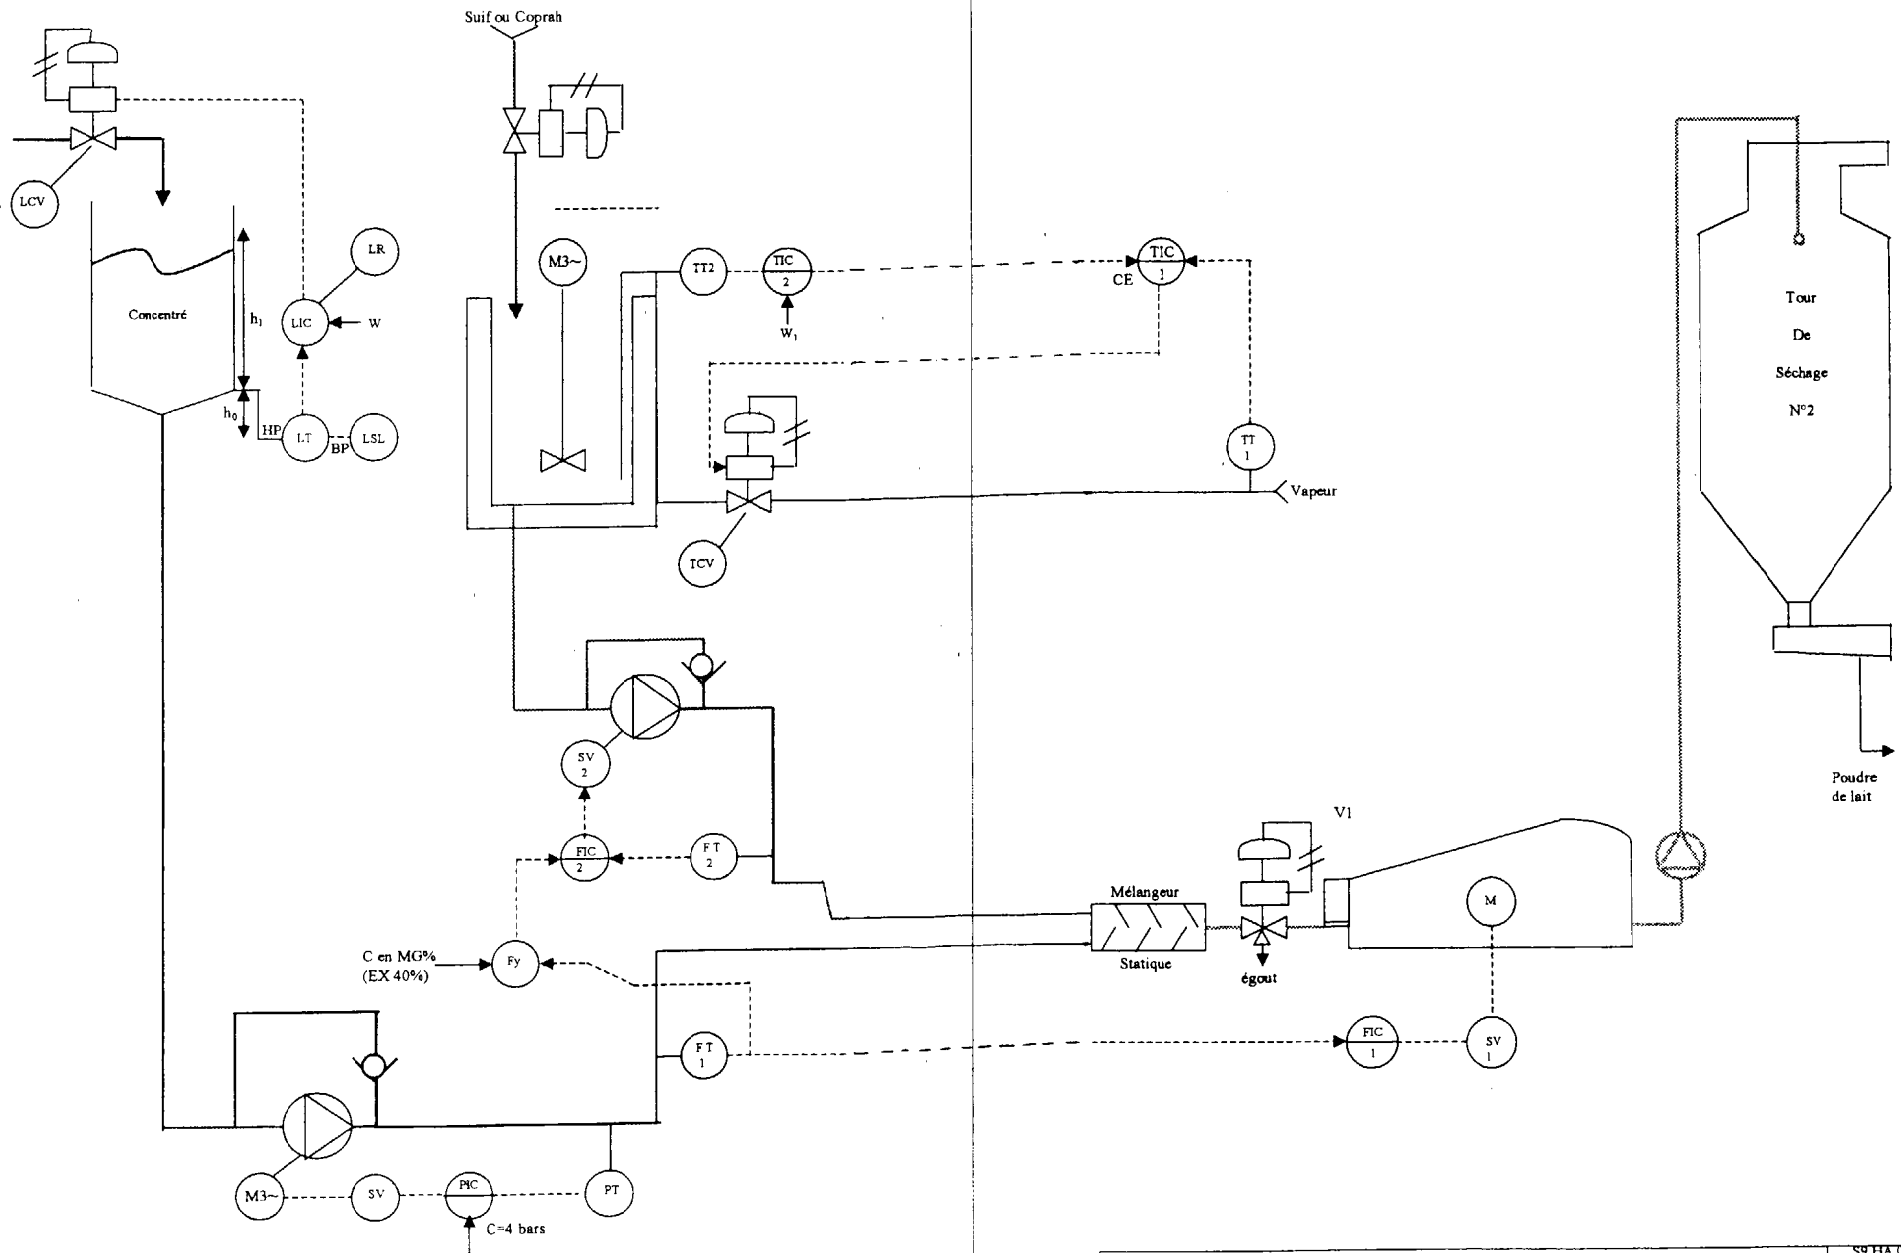 Suif ou Coprah
LCV
LR
M3~
TT2
TIC
2
TIC
1
CE
Concentré
h₁
LIC
W
W₁
Tour
De
Séchage
N°2
h₀
HP
LT
BP
LSL
TT
1
Vapeur
TCV
SV
2
Poudre
de lait
V1
FIC
2
FT
2
Mélangeur
M
C en MG%
(EX 40%)
Fy
Statique
égout
FT
1
FIC
1
SV
1
M3~
SV
PIC
PT
C=4 bars